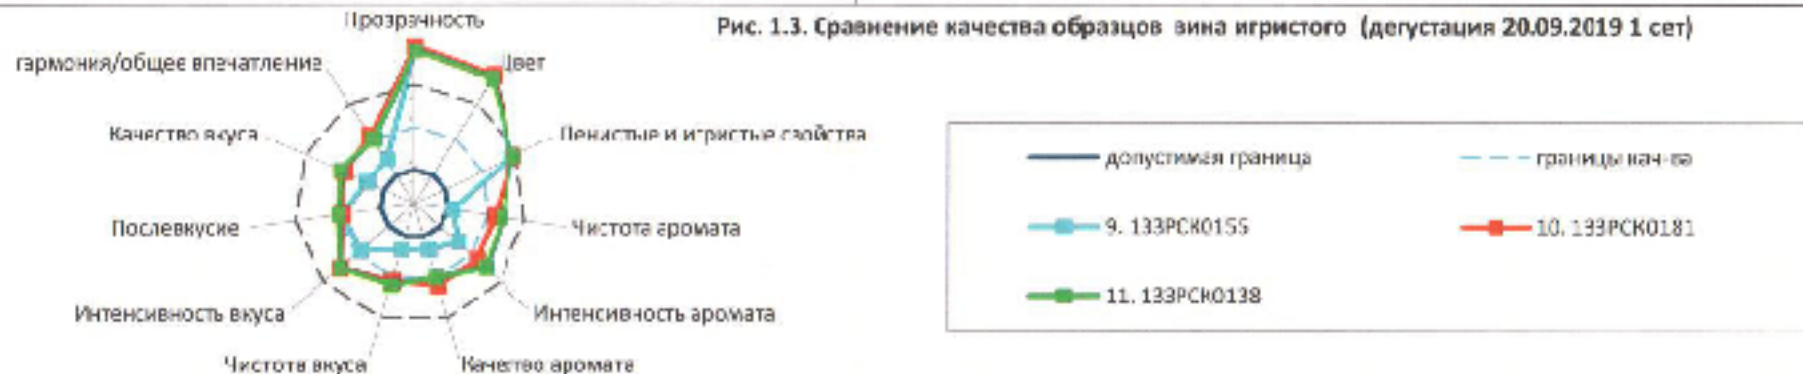 Прозрачность
Рис. 1.3. Сравнение качества образцов вина игристого (дегустация 20.09.2019 1 сет)
гармония/общее впечатление
Цвет
Качество вкуса
Пенистые и игристые свойства
допустимая граница
границы кач-ва
Послевкусие
Чистота аромата
9. 133РСК0155
10. 133РСК0181
11. 133РСК0138
Интенсивность вкуса
Интенсивность аромата
Чистота вкуса
Качество аромата